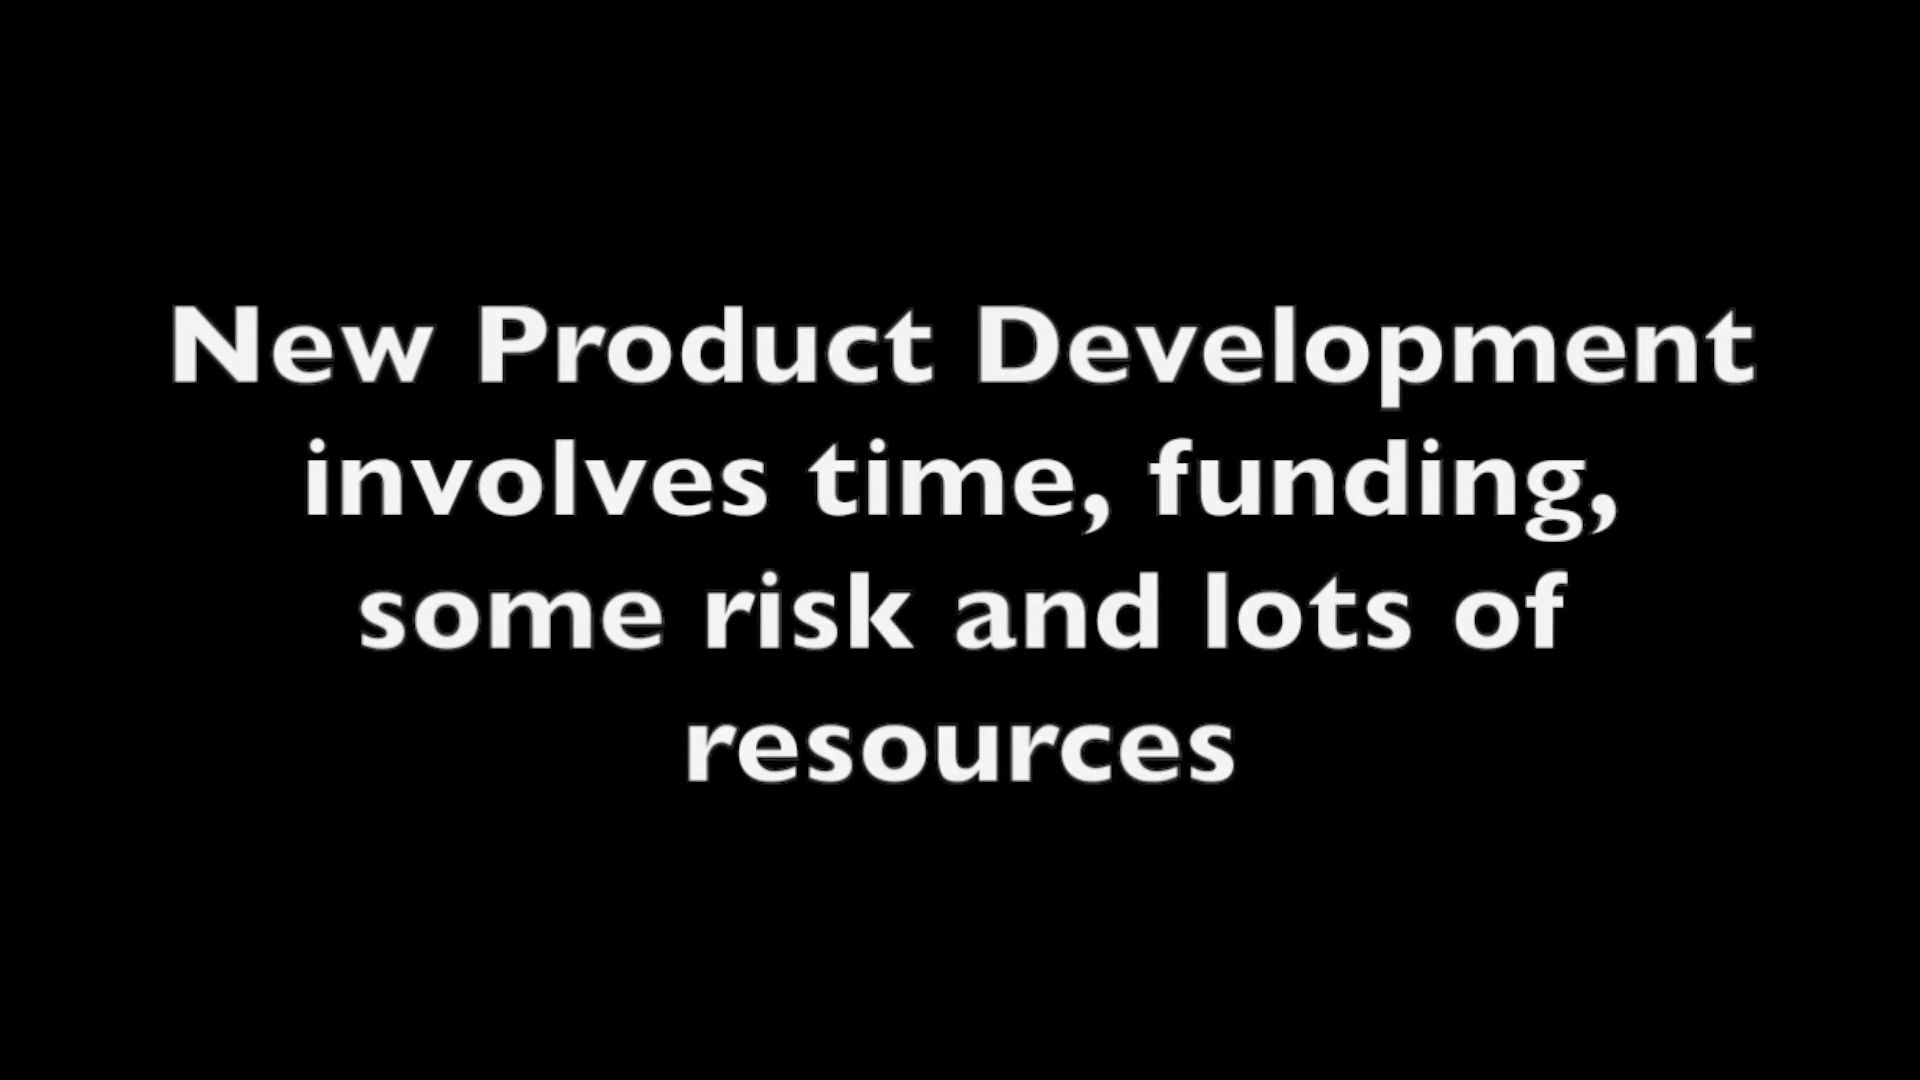 New Product Development
involves time, funding,
some risk and lots of
resources